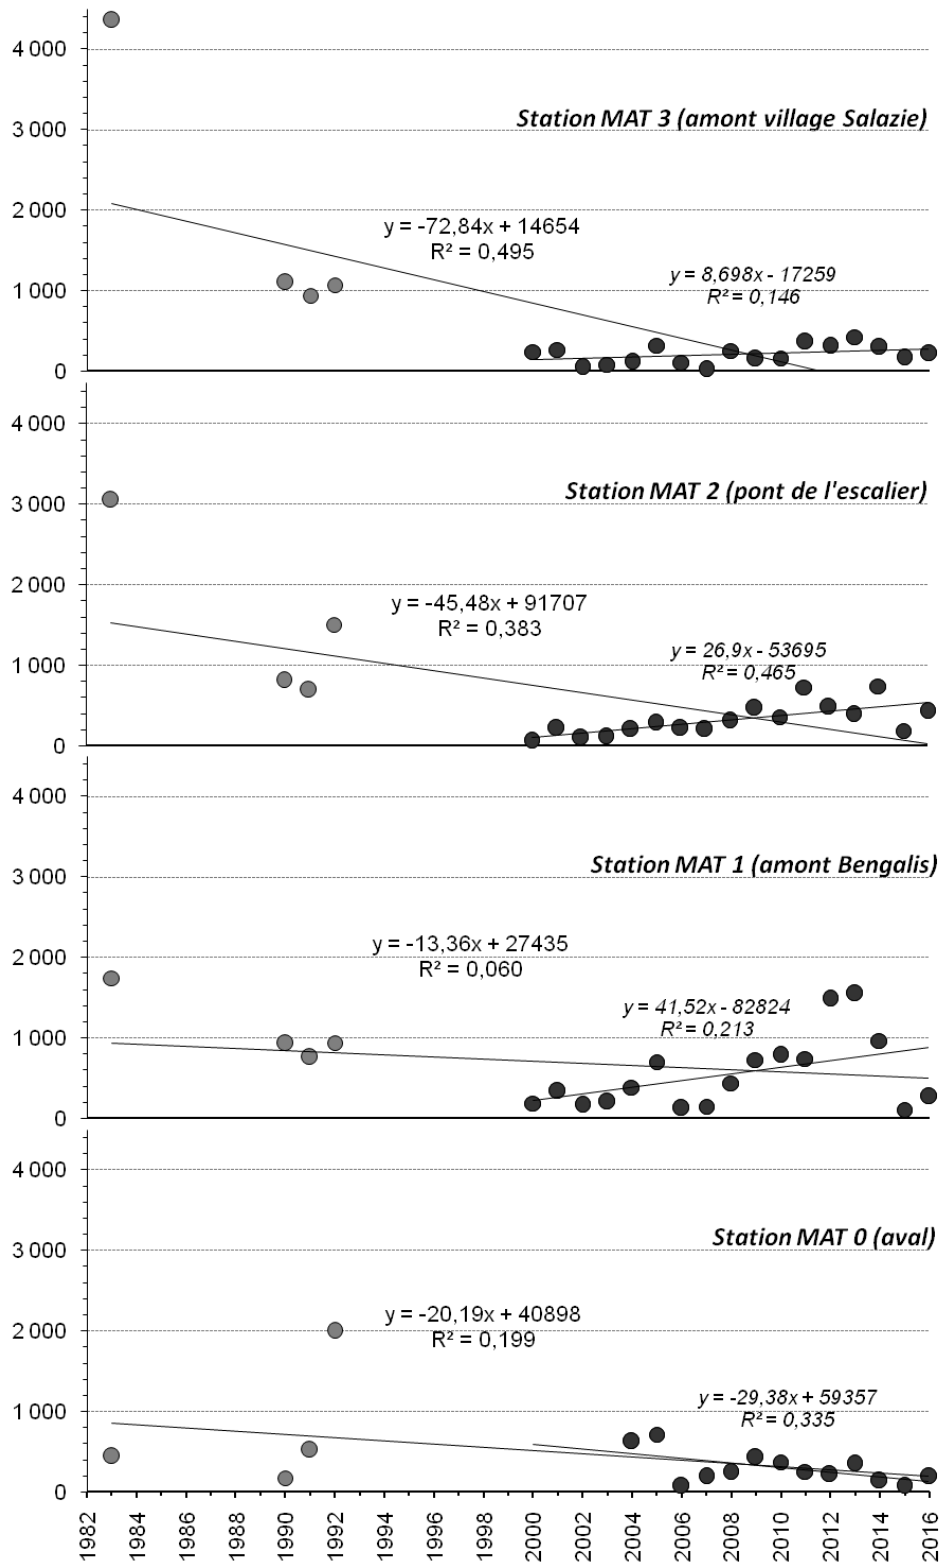 4 000
Station MAT 3 (amont village Salazie)
3 000
2 000
y = -72,84x + 14654
R² = 0,495
y = 8,698x - 17259
R² = 0,146
1 000
0
4 000
Station MAT 2 (pont de l'escalier)
3 000
2 000
y = -45,48x + 91707
R² = 0,383
y = 26,9x - 53695
R² = 0,465
1 000
0
4 000
Station MAT 1 (amont Bengalis)
3 000
2 000
y = -13,36x + 27435
R² = 0,060
y = 41,52x - 82824
R² = 0,213
1 000
0
4 000
Station MAT 0 (aval)
3 000
2 000
y = -20,19x + 40898
R² = 0,199
y = -29,38x + 59357
R² = 0,335
1 000
0
1982
1984
1986
1988
1990
1992
1994
1996
1998
2000
2002
2004
2006
2008
2010
2012
2014
2016